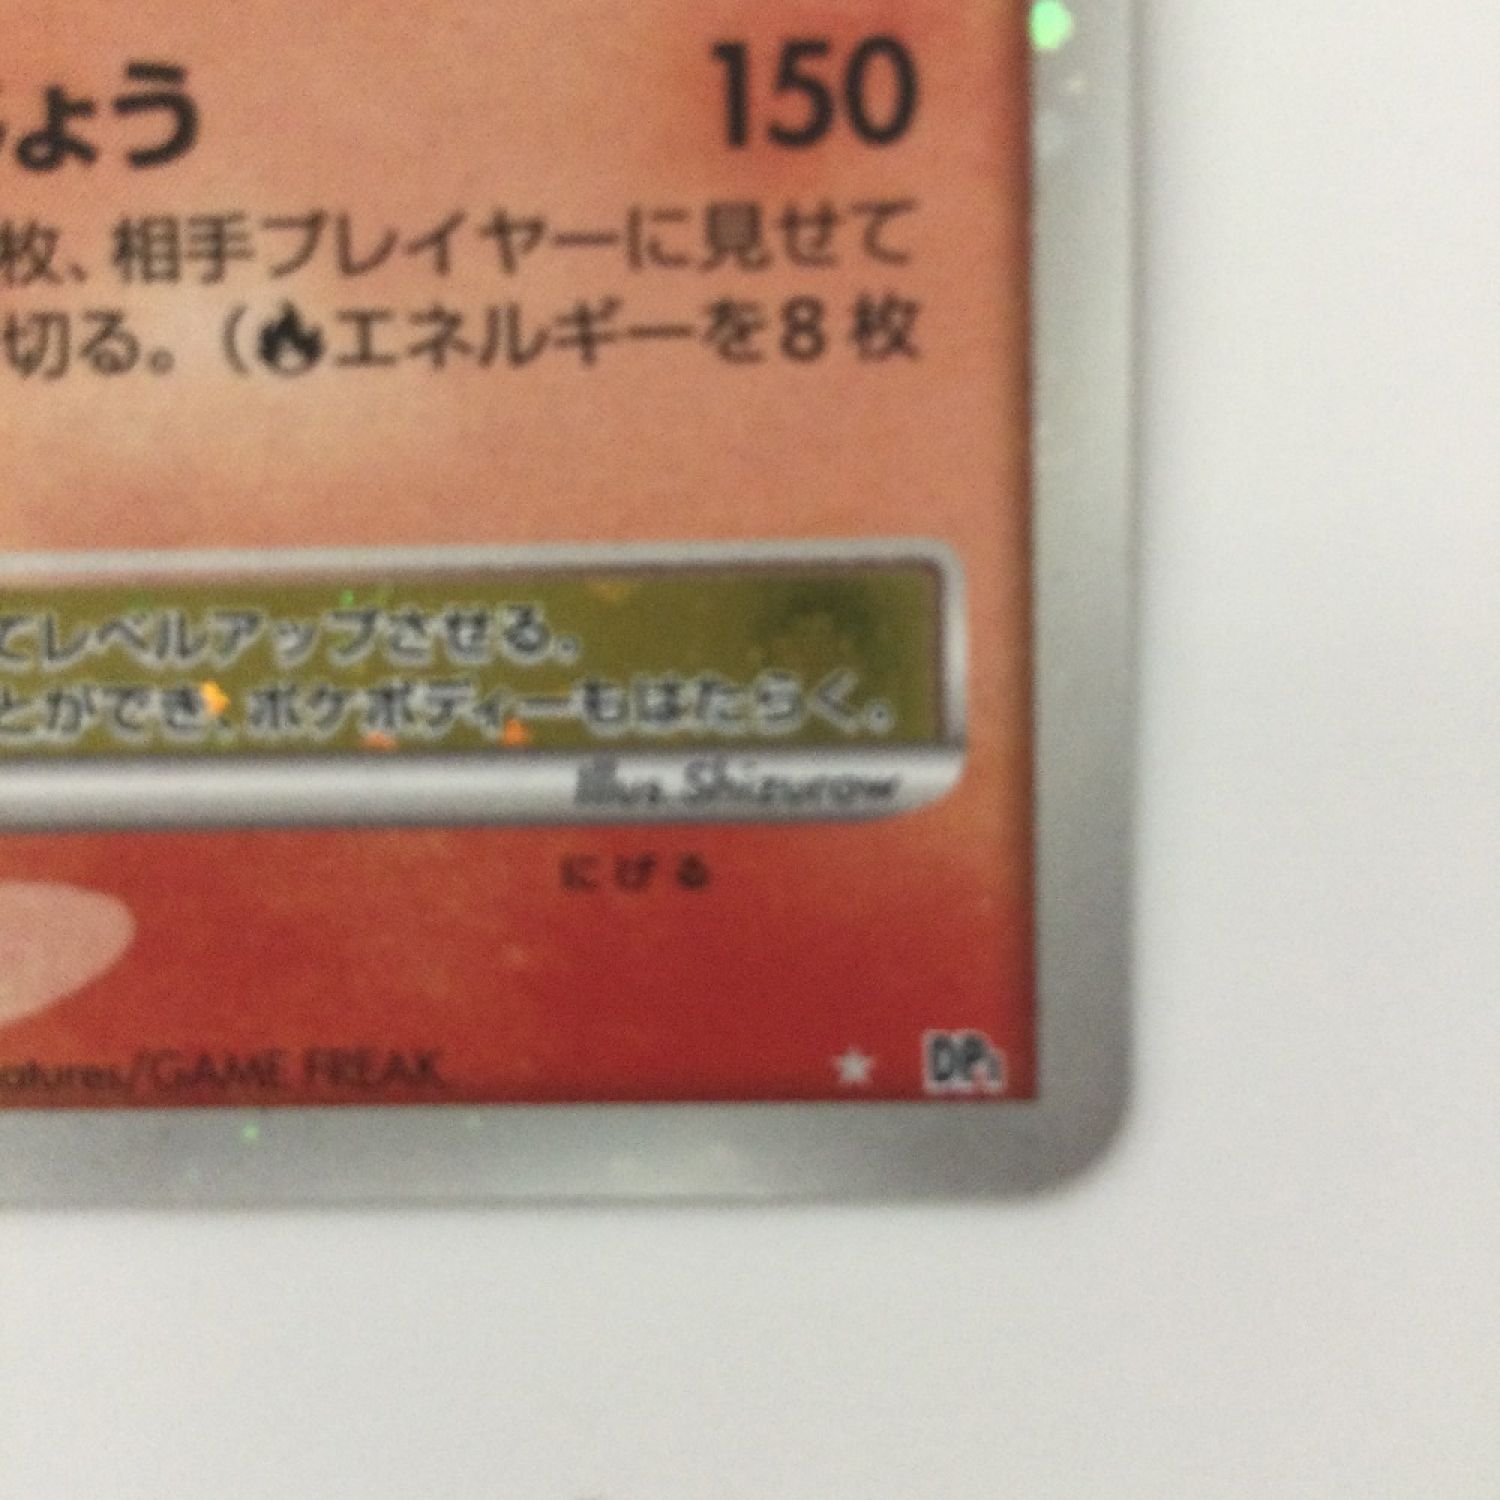 ょう 150
枚、相手プレイヤーに見せて
切る。(エネルギーを8枚
てレベルアップさせる。
とができ、ポケボディーもはたらく。
Illus. Shizurow
にげる
eatures/GAME FREAK
★ DP1